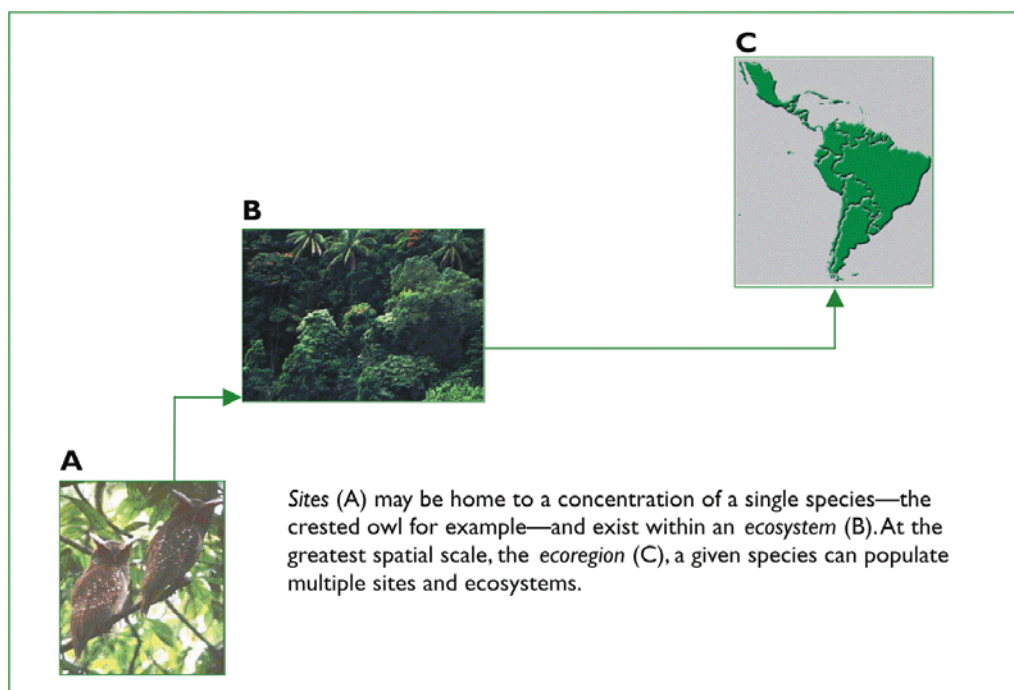 C
B
A
Sites (A) may be home to a concentration of a single species—the
crested owl for example—and exist within an ecosystem (B). At the
greatest spatial scale, the ecoregion (C), a given species can populate
multiple sites and ecosystems.